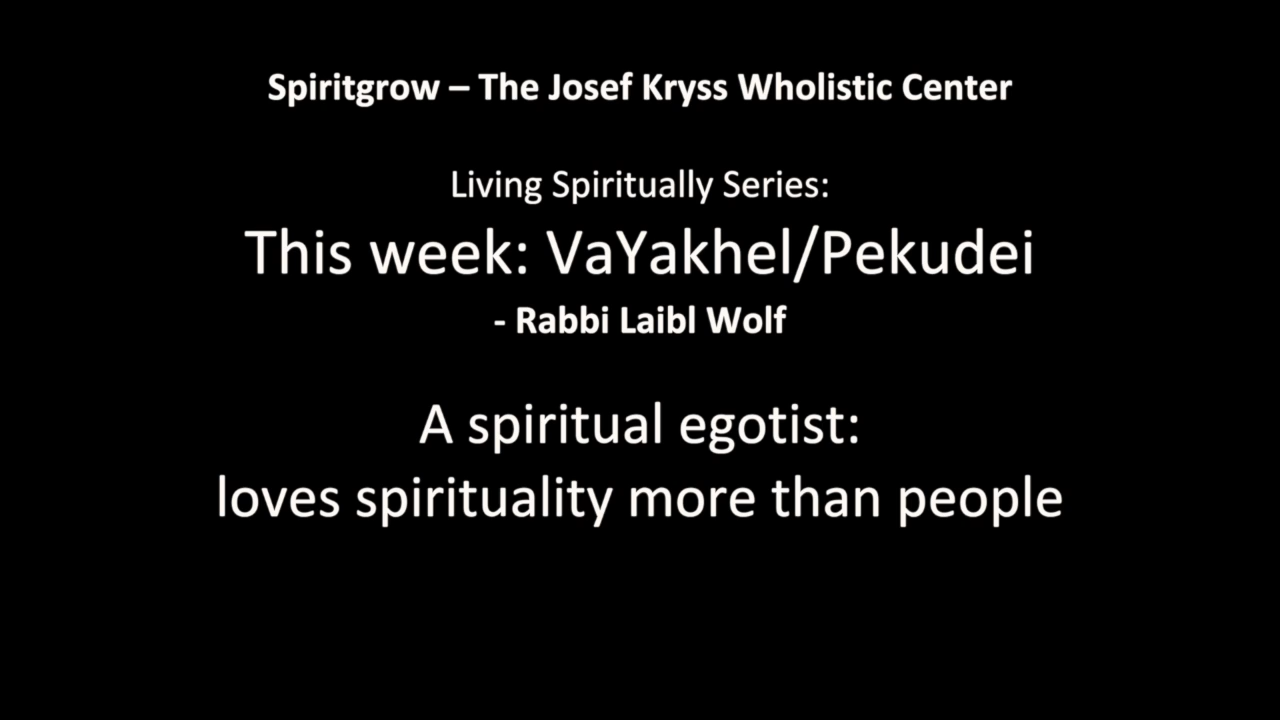 Spiritgrow – The Josef Kryss Wholistic Center
Living Spiritually Series:
This week: VaYakhel/Pekudei
- Rabbi Laibl Wolf
A spiritual egotist:
loves spirituality more than people